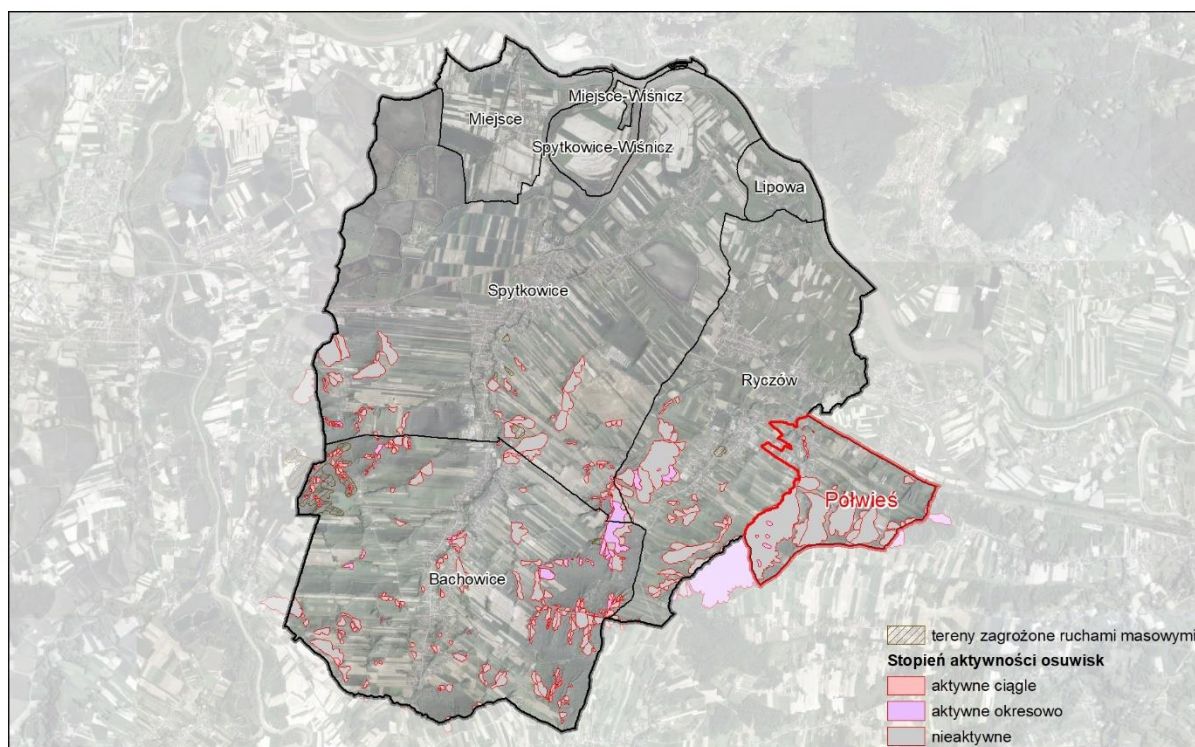 Miejsce-Wiśnicz
Miejsce
Spytkowice-Wiśnicz
Lipowa
Spytkowice
Ryczów
Półwieś
Bachowice
tereny zagrożone ruchami masowymi
Stopień aktywności osuwisk
aktywne ciągle
aktywne okresowo
nieaktywne